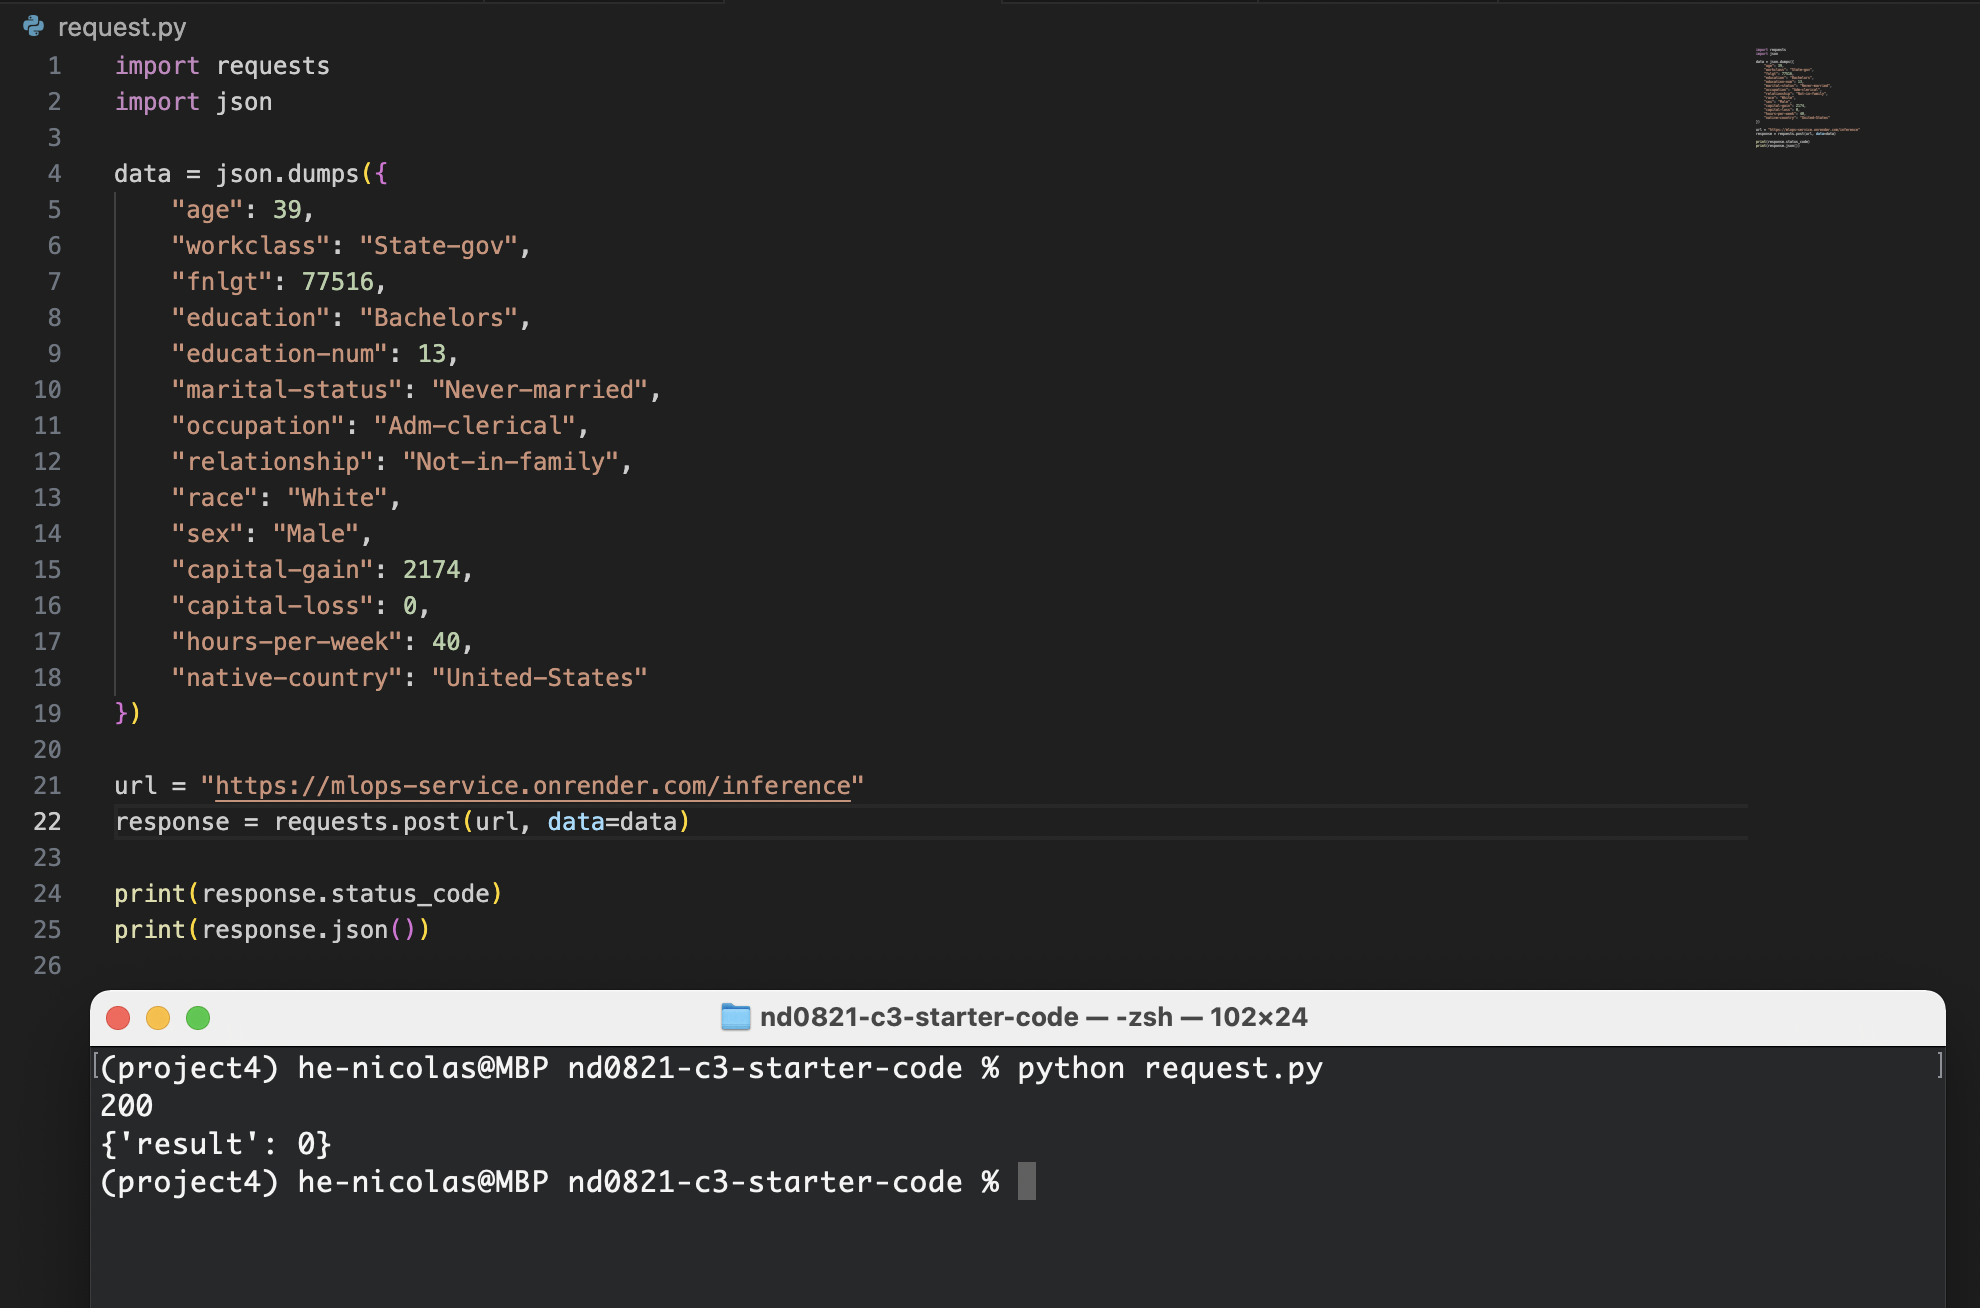 request.py
1 import requests
2 import json
3
4 data = json.dumps({
5     "age": 39,
6     "workclass": "State-gov",
7     "fnlgt": 77516,
8     "education": "Bachelors",
9     "education-num": 13,
10     "marital-status": "Never-married",
11     "occupation": "Adm-clerical",
12     "relationship": "Not-in-family",
13     "race": "White",
14     "sex": "Male",
15     "capital-gain": 2174,
16     "capital-loss": 0,
17     "hours-per-week": 40,
18     "native-country": "United-States"
19 })
20
21 url = "https://mlops-service.onrender.com/inference"
22 response = requests.post(url, data=data)
23
24 print(response.status_code)
25 print(response.json())
26
nd0821-c3-starter-code — -zsh — 102×24
[(project4) he-nicolas@MBP nd0821-c3-starter-code % python request.py ]
200
{'result': 0}
(project4) he-nicolas@MBP nd0821-c3-starter-code %